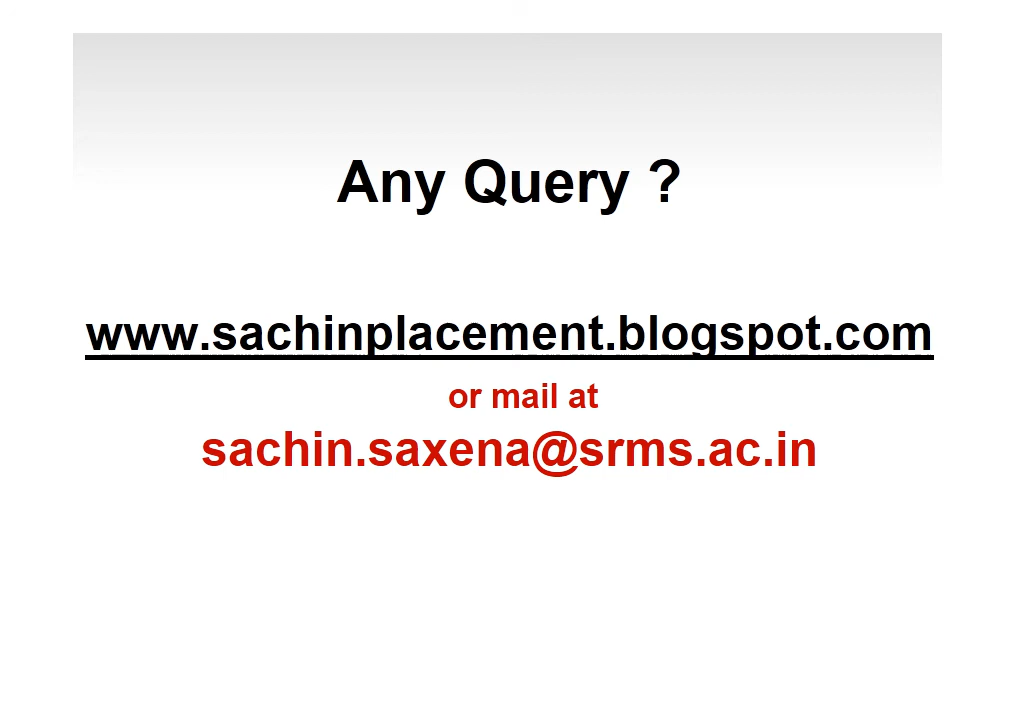 Any Query ?
www.sachinplacement.blogspot.com
or mail at
sachin.saxena@srms.ac.in